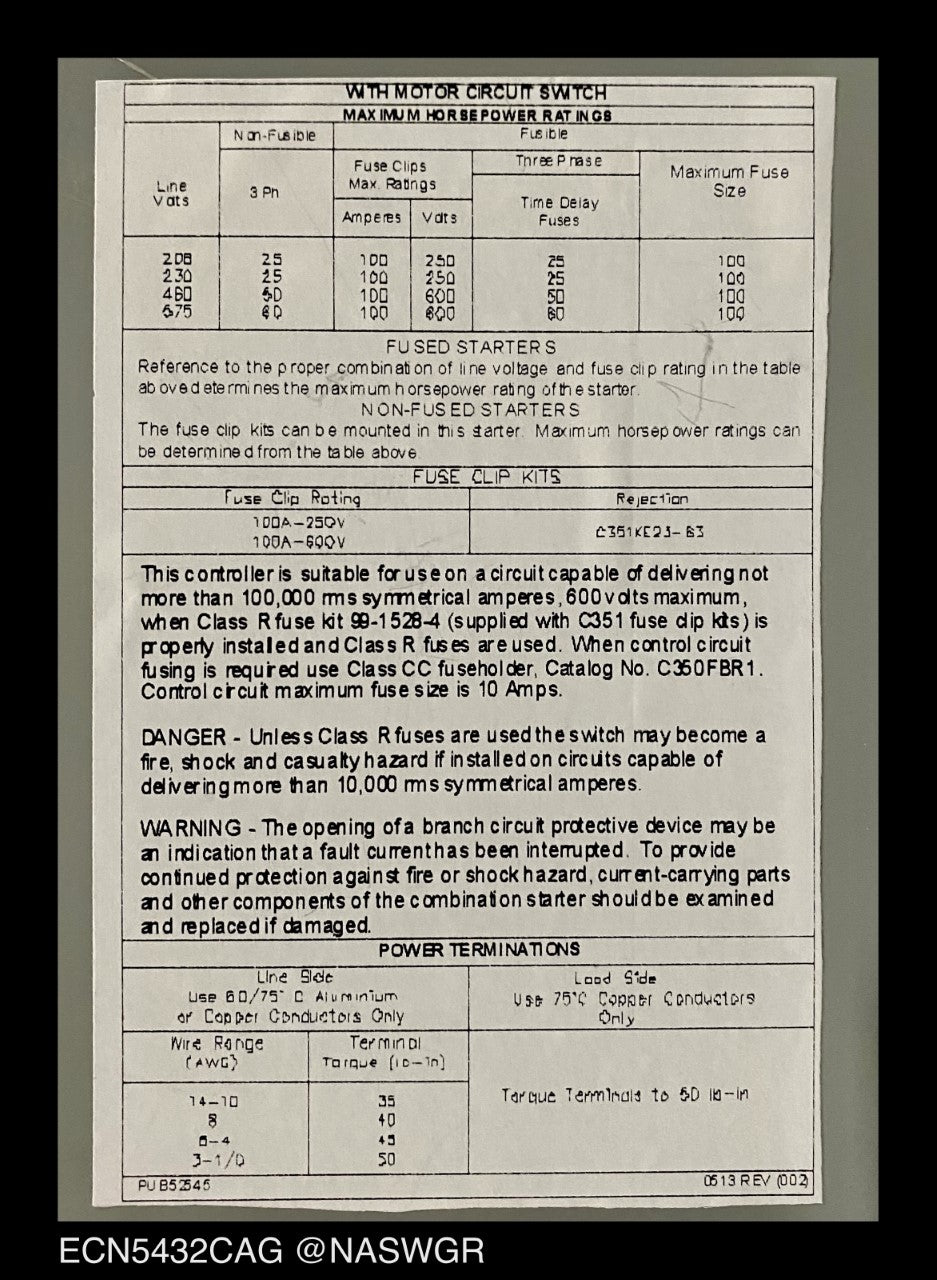 WITH MOTOR CIRCUIT SWITCH
MAXIMUM HORSEPOWER RATINGS
Non-Fusible Fusible
Line Volts 3 Ph Fuse Clips Max. Ratings Three Phase Maximum Fuse Size
Amperes Volts Time Delay Fuses
208 25 100 250 25 100
230 25 100 250 25 100
460 50 100 600 50 100
575 60 100 600 60 100
FUSED STARTERS
Reference to the proper combination of line voltage and fuse clip rating in the table
above determines the maximum horsepower rating of the starter.
NON-FUSED STARTERS
The fuse clip kits can be mounted in this starter. Maximum horsepower ratings can
be determined from the table above
FUSE CLIP KITS
Fuse Clip Rating Rejection
100A-250V
100A-600V
C351KE23-63
This controller is suitable for use on a circuit capable of delivering not
more than 100,000 rms symmetrical amperes, 600 volts maximum,
when Class R fuse kit 99-1528-4 (supplied with C351 fuse clip kits) is
properly installed and Class R fuses are used. When control circuit
fusing is required use Class CC fuseholder, Catalog No. C350FBR1.
Control circuit maximum fuse size is 10 Amps.
DANGER - Unless Class R fuses are used the switch may become a
fire, shock and casualty hazard if installed on circuits capable of
delivering more than 10,000 rms symmetrical amperes.
WARNING - The opening of a branch circuit protective device may be
an indication that a fault current has been interrupted. To provide
continued protection against fire or shock hazard, current-carrying parts
and other components of the combination starter should be examined
and replaced if damaged.
POWER TERMINATIONS
Line Side Load Side
Use 60/75° C Aluminium Use 75°C Copper Conductors
or Copper Conductors Only Only
Wire Range Terminal
(AWG) Torque (lb-in)
Torque Terminals to 50 lb-in
14-10 35
8 40
6-4 45
3-1/0 50
PUB52545 0513 REV (002)
ECN5432CAG @NASWGR